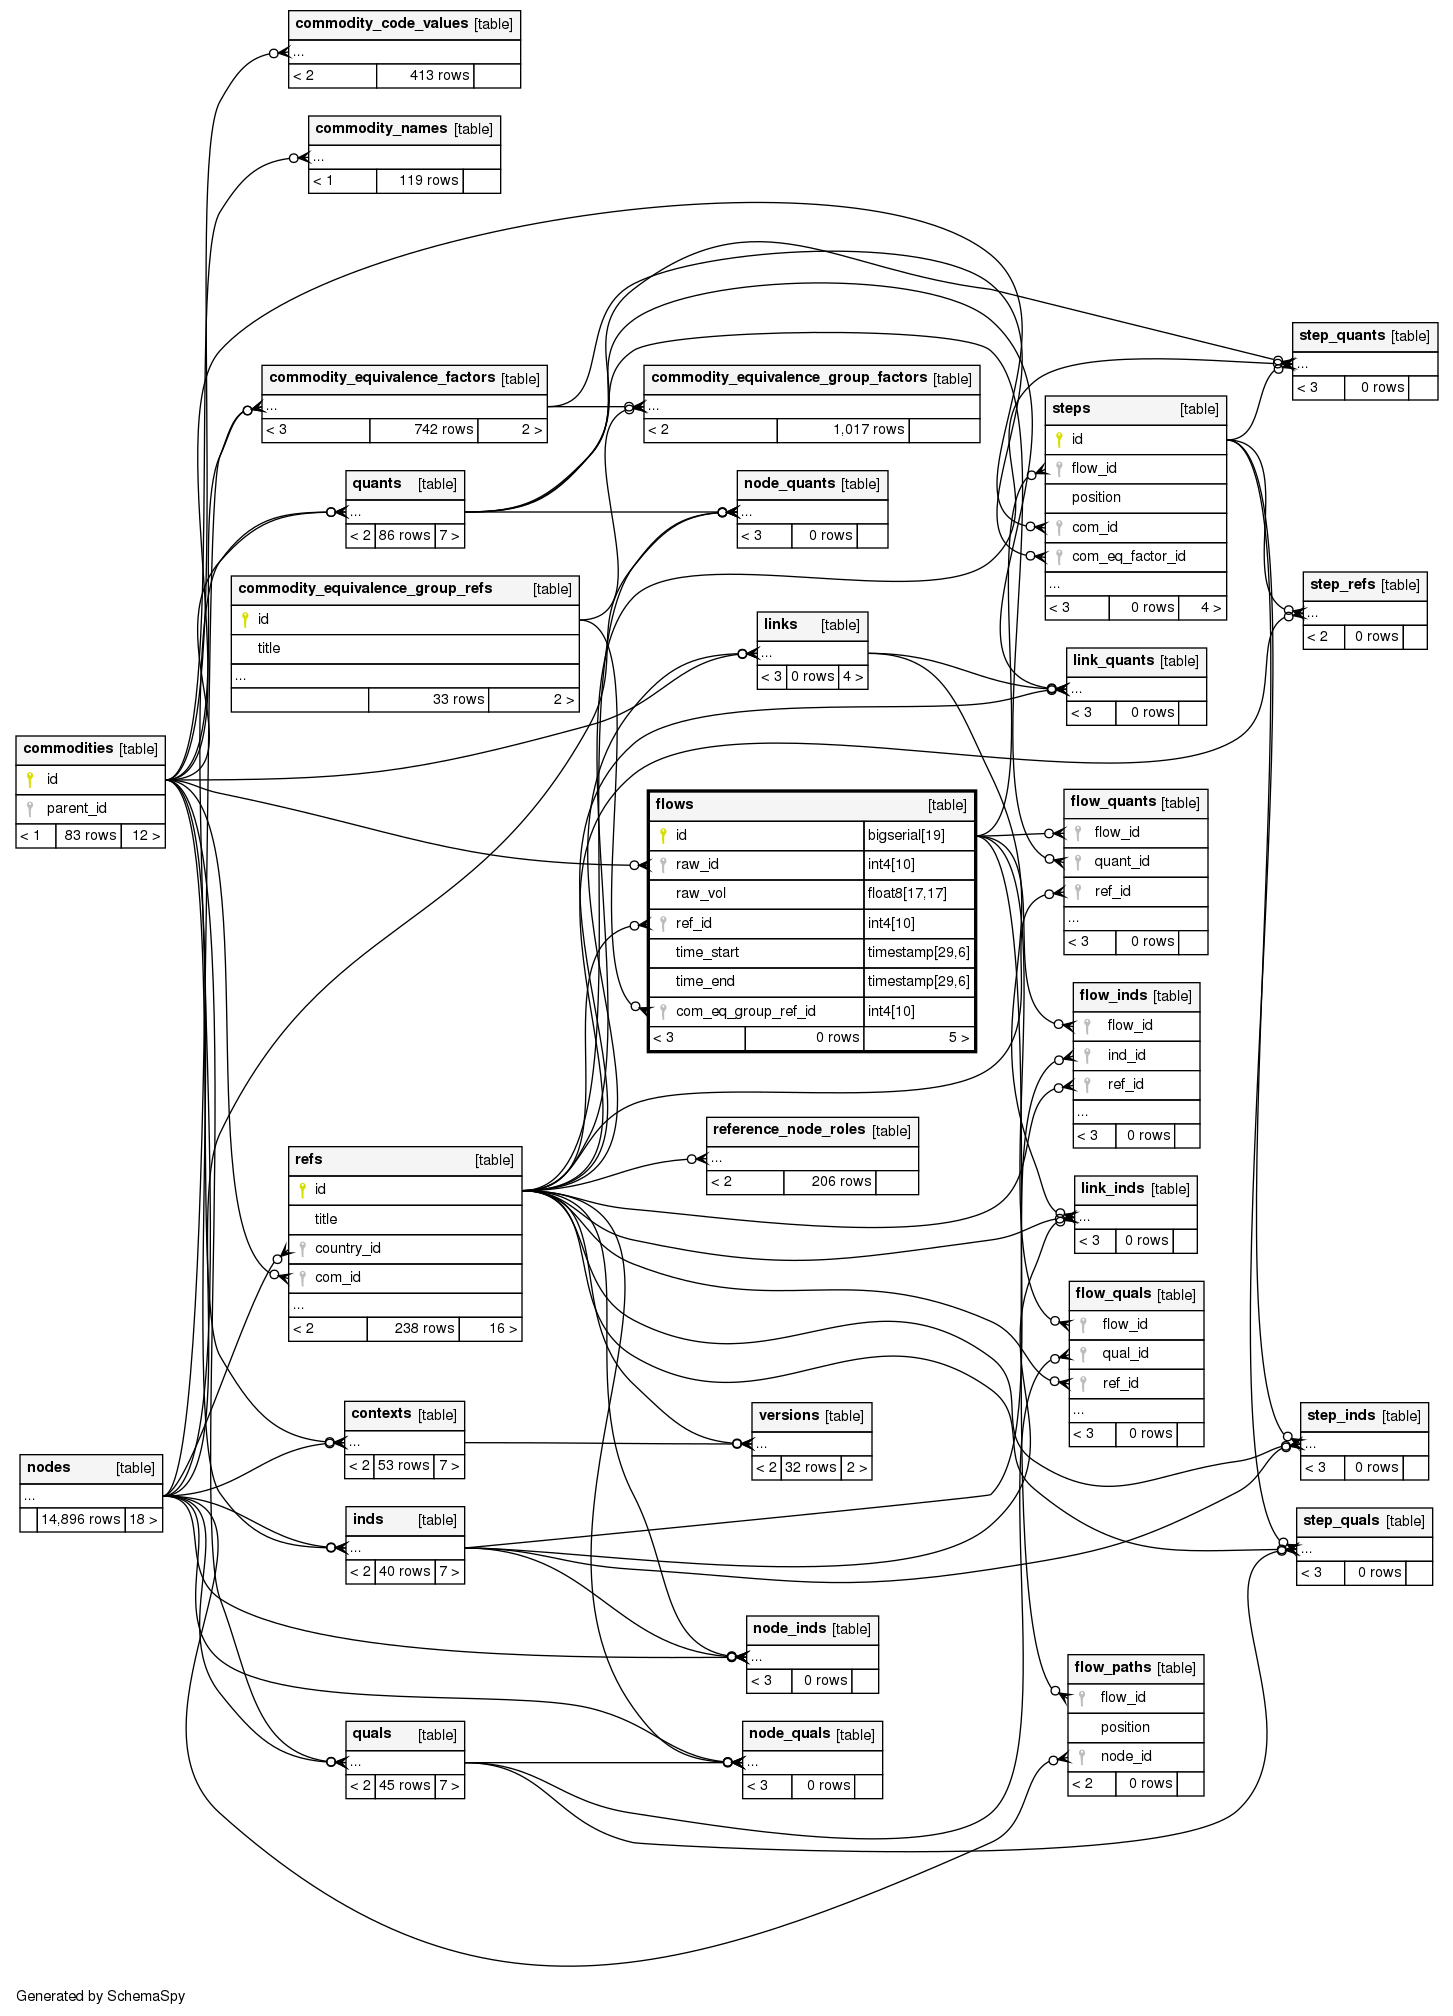 commodity_code_values [table]
...
< 2 413 rows
commodity_names [table]
...
< 1 119 rows
step_quants [table]
...
< 3 0 rows
commodity_equivalence_factors [table]
...
< 3 742 rows 2 >
commodity_equivalence_group_factors [table]
...
< 2 1,017 rows
steps [table]
id
flow_id
position
com_id
com_eq_factor_id
...
< 3 0 rows 4 >
quants [table]
...
< 2 86 rows 7 >
node_quants [table]
...
< 3 0 rows
commodity_equivalence_group_refs [table]
id
title
...
33 rows 2 >
step_refs [table]
...
< 2 0 rows
links [table]
...
< 3 0 rows 4 >
link_quants [table]
...
< 3 0 rows
commodities [table]
id
parent_id
< 1 83 rows 12 >
flows [table]
id bigserial[19]
raw_id int4[10]
raw_vol float8[17,17]
ref_id int4[10]
time_start timestamp[29,6]
time_end timestamp[29,6]
com_eq_group_ref_id int4[10]
< 3 0 rows 5 >
flow_quants [table]
flow_id
quant_id
ref_id
...
< 3 0 rows
flow_inds [table]
flow_id
ind_id
ref_id
...
< 3 0 rows
reference_node_roles [table]
...
< 2 206 rows
refs [table]
id
title
country_id
com_id
...
< 2 238 rows 16 >
link_inds [table]
...
< 3 0 rows
flow_quals [table]
flow_id
qual_id
ref_id
...
< 3 0 rows
contexts [table]
...
< 2 53 rows 7 >
versions [table]
...
< 2 32 rows 2 >
step_inds [table]
...
< 3 0 rows
nodes [table]
...
14,896 rows 18 >
inds [table]
...
< 2 40 rows 7 >
step_quals [table]
...
< 3 0 rows
node_inds [table]
...
< 3 0 rows
flow_paths [table]
flow_id
position
node_id
< 2 0 rows
quals [table]
...
< 2 45 rows 7 >
node_quals [table]
...
< 3 0 rows
Generated by SchemaSpy